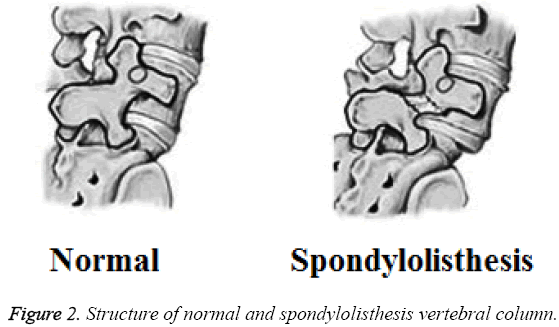 Normal
Spondylolisthesis
Figure 2. Structure of normal and spondylolisthesis vertebral column.